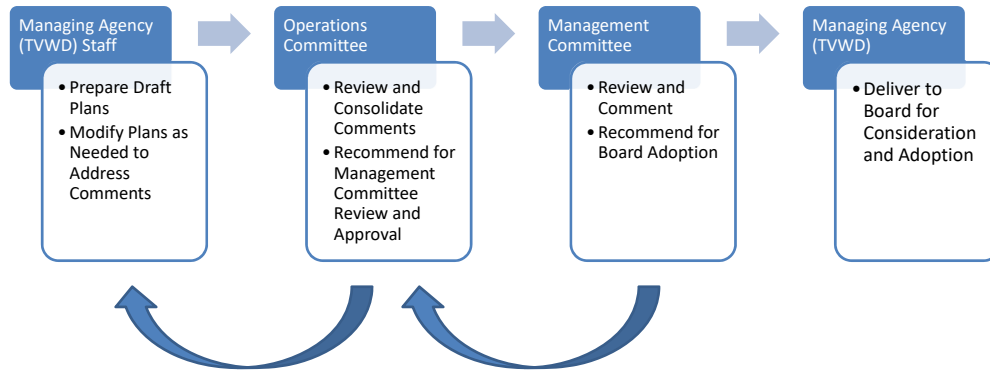 Managing Agency
(TVWD) Staff
• Prepare Draft
Plans
• Modify Plans as
Needed to
Address
Comments
Operations
Committee
• Review and
Consolidate
Comments
• Recommend for
Management
Committee
Review and
Approval
Management
Committee
• Review and
Comment
• Recommend for
Board Adoption
Managing Agency
(TVWD)
• Deliver to
Board for
Consideration
and Adoption